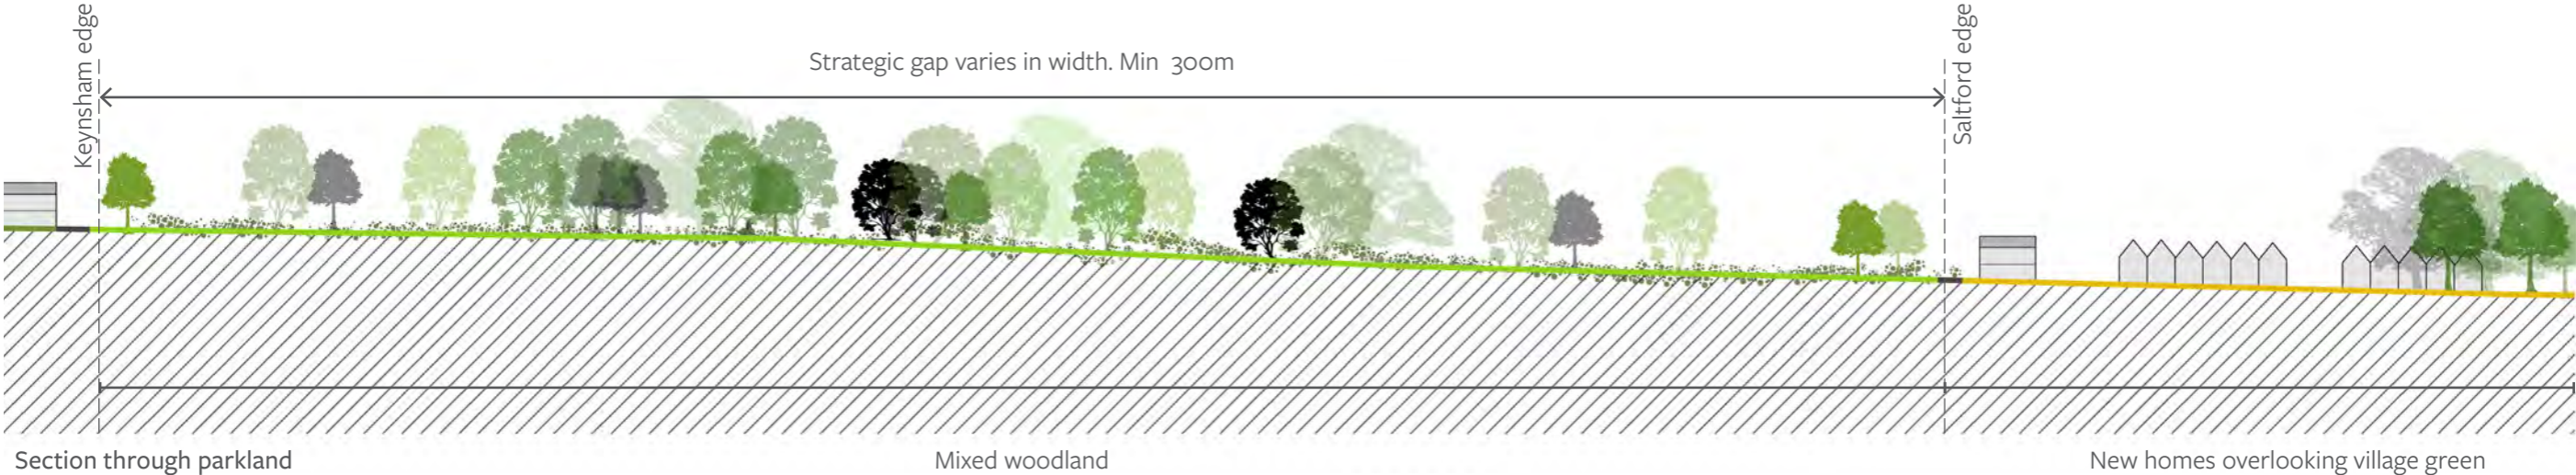 Keynsham edge
Strategic gap varies in width. Min 300m
Saltford edge
Section through parkland
Mixed woodland
New homes overlooking village green